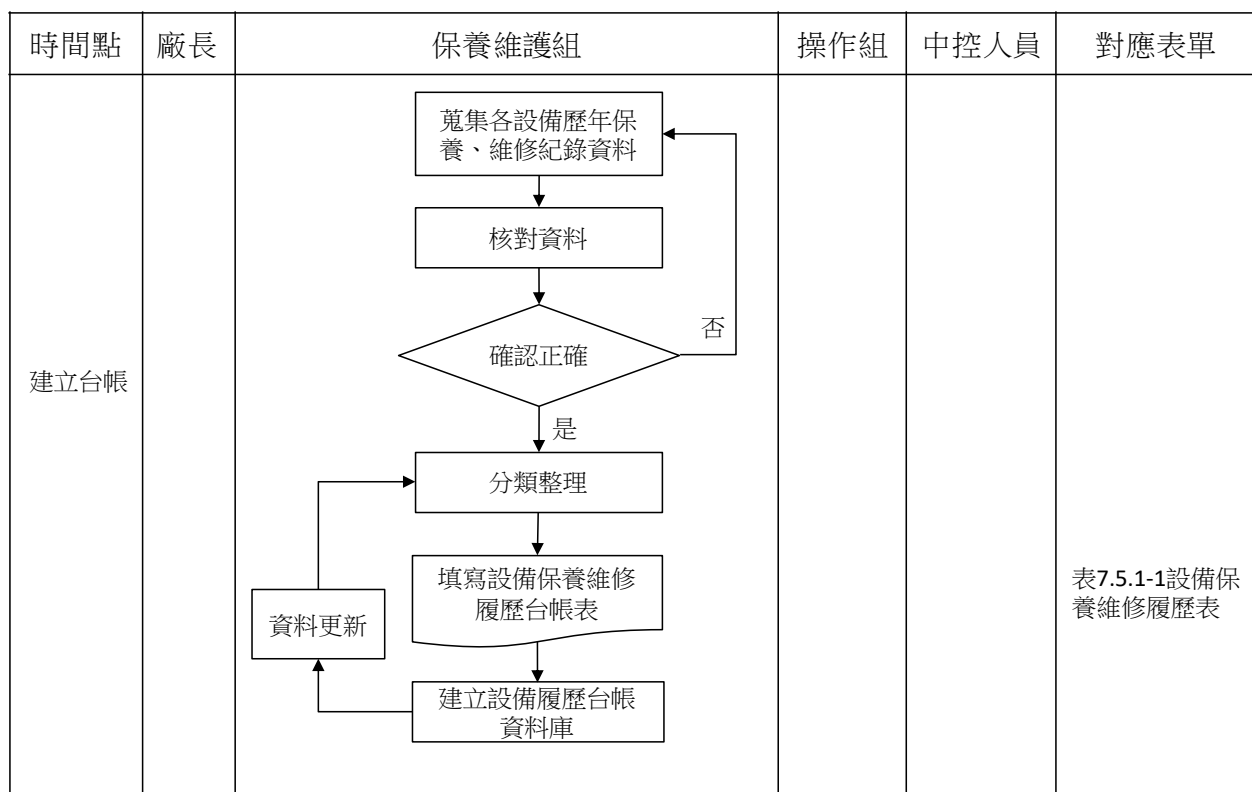 時間點
廠長
保養維護組
操作組
中控人員
對應表單
建立台帳
蒐集各設備歷年保
養、維修紀錄資料
核對資料
確認正確
否
是
分類整理
填寫設備保養維修
履歷台帳表
資料更新
建立設備履歷台帳
資料庫
表7.5.1-1設備保
養維修履歷表